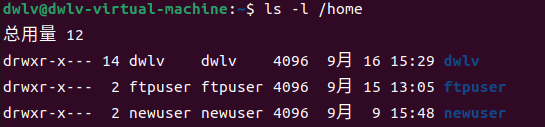 dwlv@dwlv-virtual-machine:~$ ls -l /home
总用量 12
drwxr-x--- 14 dwlv    dwlv    4096  9月 16 15:29 dwlv
drwxr-x---  2 ftpuser ftpuser 4096  9月 15 13:05 ftpuser
drwxr-x---  2 newuser newuser 4096  9月  9 15:48 newuser